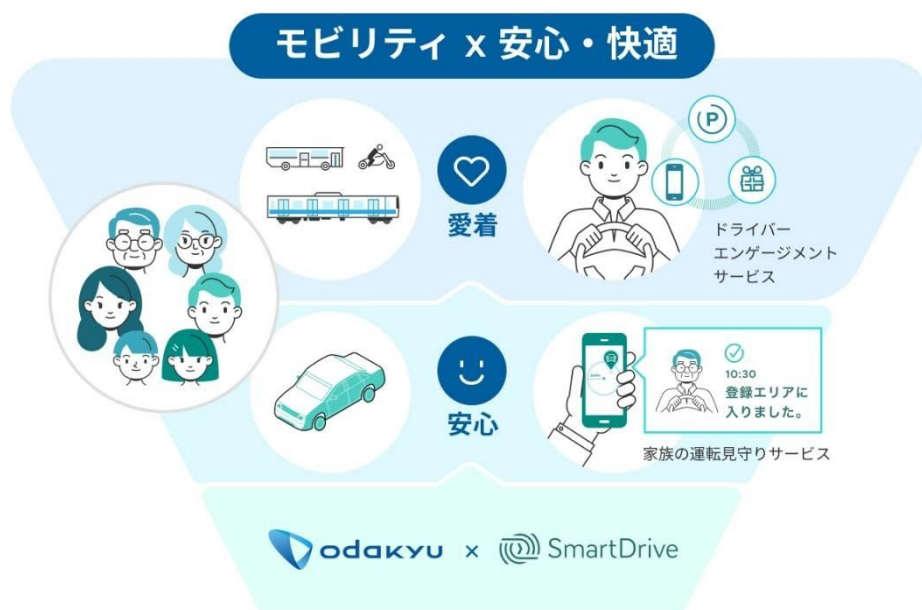 モビリティ x 安心・快適
愛着
P
ドライバー
エンゲージメント
サービス
安心
10:30
登録エリアに
入りました。
家族の運転見守りサービス
odakyu × SmartDrive